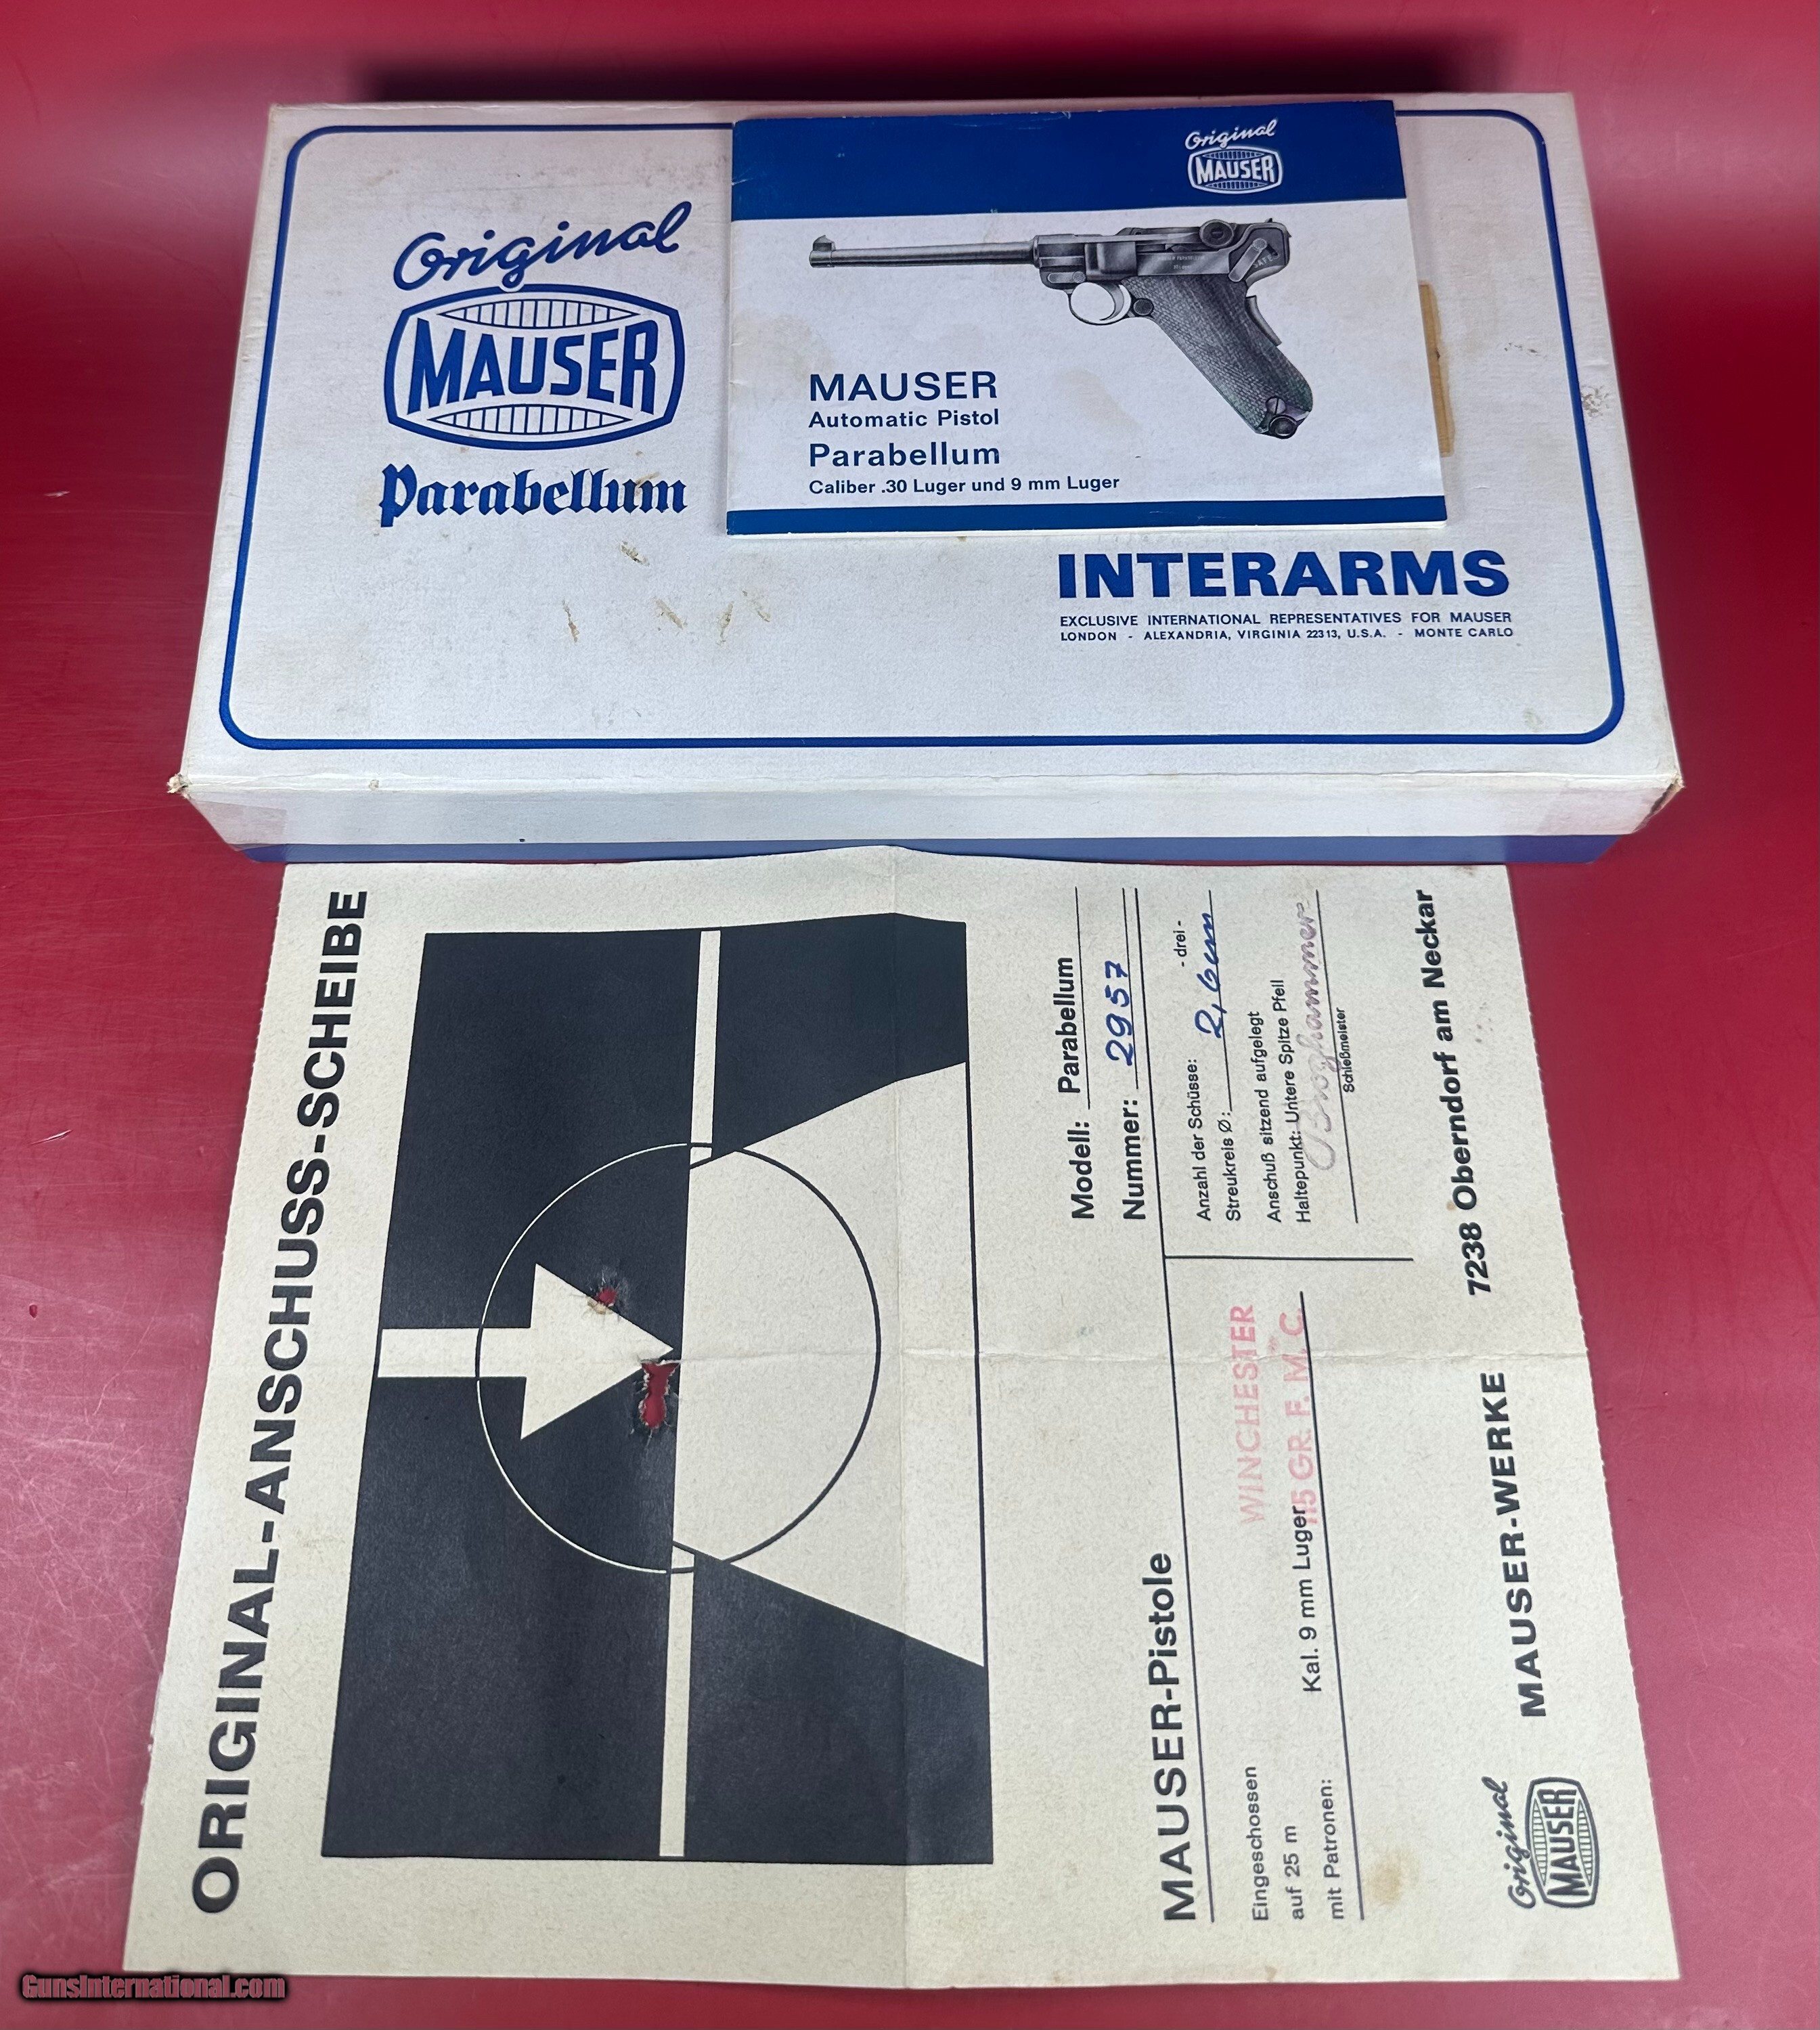 Original
MAUSER
Parabellum
Original
MAUSER
MAUSER
Automatic Pistol
Parabellum
Caliber .30 Luger und 9 mm Luger
INTERARMS
EXCLUSIVE INTERNATIONAL REPRESENTATIVES FOR MAUSER
LONDON - ALEXANDRIA, VIRGINIA 22313, U.S.A. - MONTE CARLO
ORIGINAL-ANSCHUSS-SCHEIBE
Modell: Parabellum
Nummer: 2957
MAUSER-Pistole
Eingeschossen
auf 25 m
mit Patronen:
Kal. 9 mm Luger
WINCHESTER
115 GR. F. M. C.
Anzahl der Schüsse: - drei -
Streukreis Ø: 2,6cm
Anschuß sitzend aufgelegt
Haltepunkt: Untere Spitze Pfeil
Schießmeister
Original
MAUSER
MAUSER-WERKE
7238 Oberndorf am Neckar
GunsInternational.com